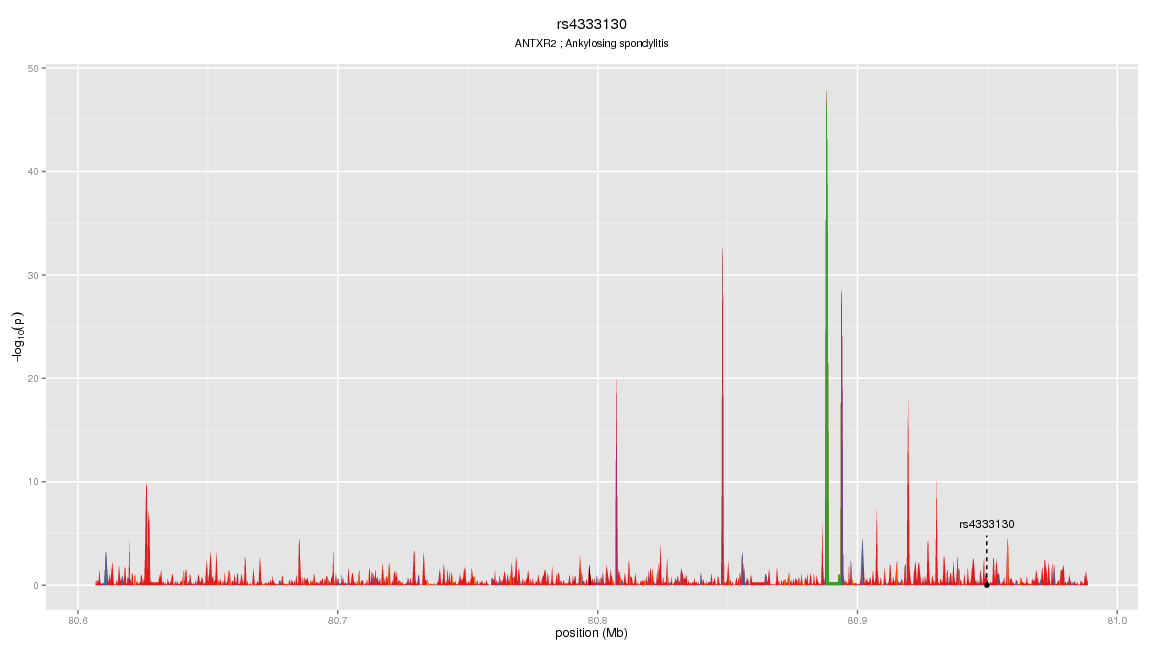 rs4333130
ANTXR2 ; Ankylosing spondylitis
50
40
30
20
10
0
−log10(p)
rs4333130
80.6 80.7 80.8 80.9 81.0
position (Mb)